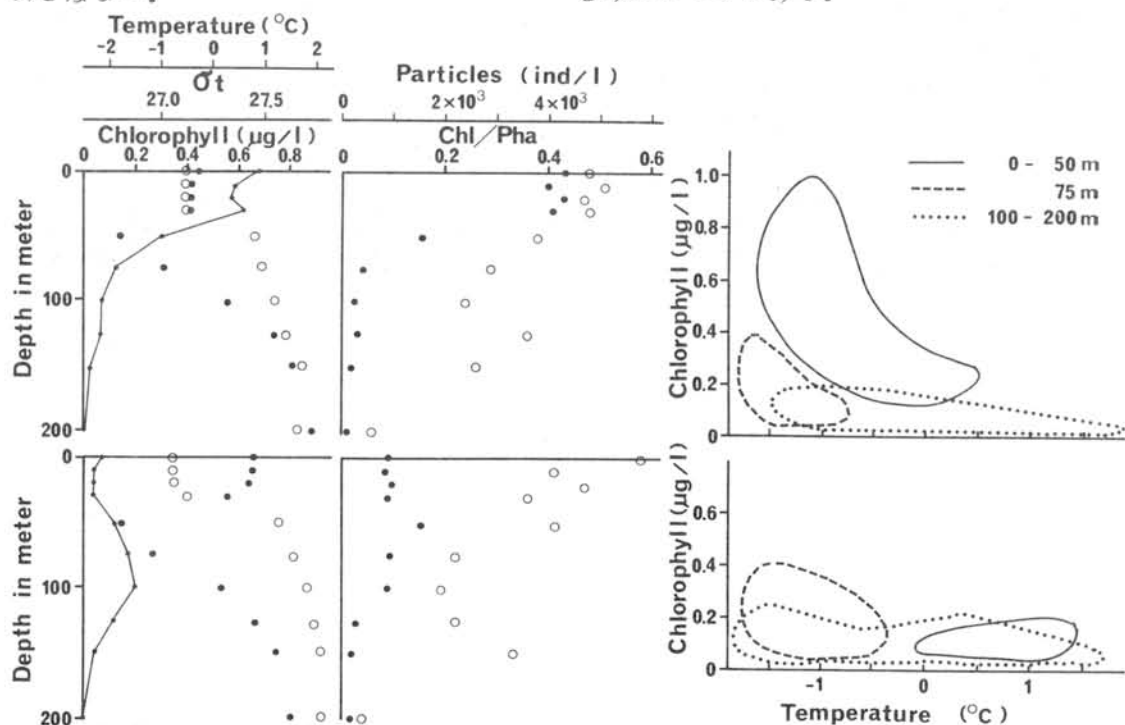 Temperature (°C)
-2 -1 0 1 2
σt
27.0 27.5
Chlorophyll (μg/l)
0 0.2 0.4 0.6 0.8
Particles (ind/l)
0 2×10³ 4×10³
Chl/Pha
0 0.2 0.4 0.6
Depth in meter
0
100
200
Depth in meter
0
100
200
0 - 50 m
75 m
100 - 200 m
Chlorophyll (μg/l)
1.0
0.8
0.6
0.4
0.2
0
Chlorophyll (μg/l)
0.6
0.4
0.2
0
-1 0 1
Temperature (°C)